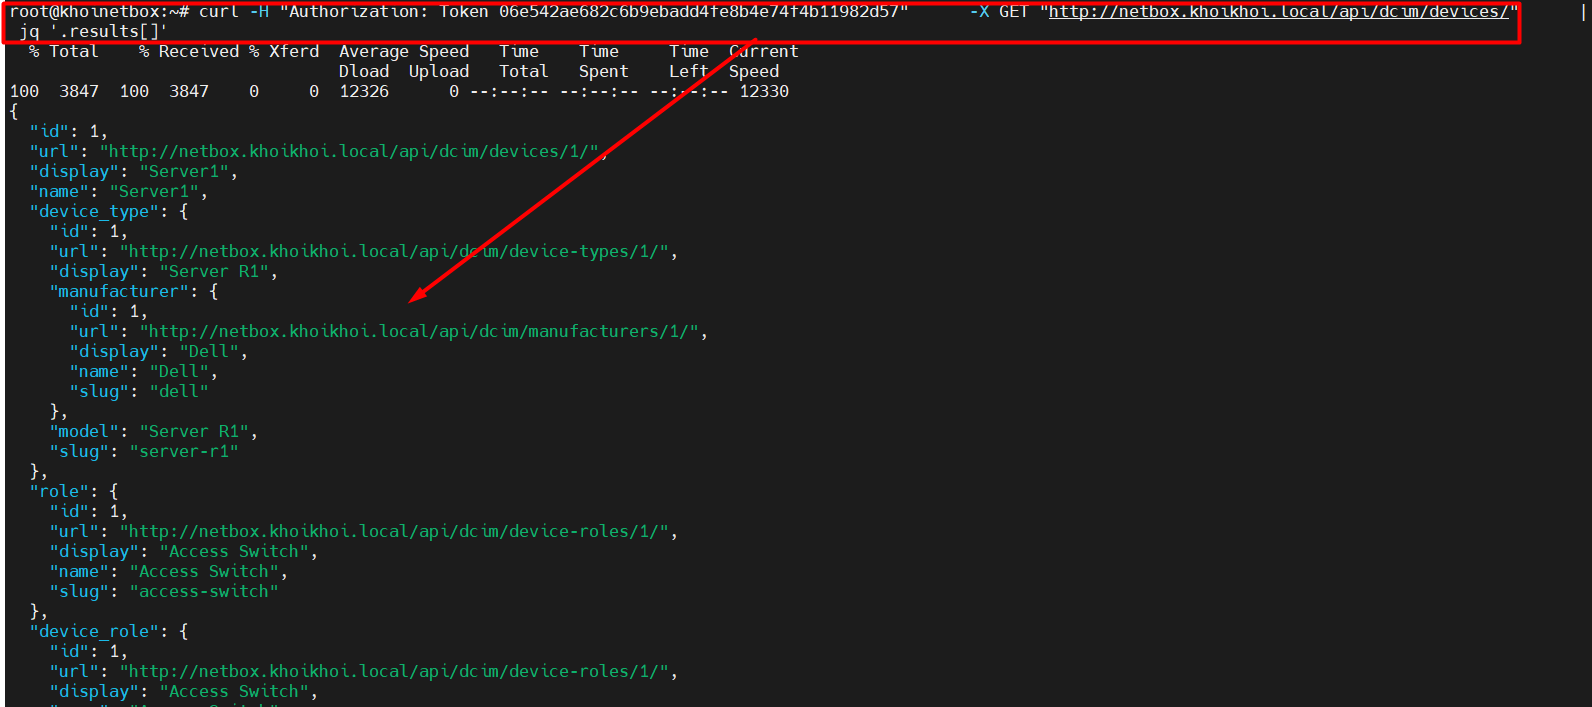 root@khoinetbox:~# curl -H "Authorization: Token 06e542ae682c6b9ebadd4fe8b4e74f4b11982d57"      -X GET "http://netbox.khoikhoi.local/api/dcim/devices/"      |
 jq '.results[]'
  % Total    % Received % Xferd  Average Speed   Time    Time     Time  Current
                                 Dload  Upload   Total   Spent    Left  Speed
100  3847  100  3847    0     0  12326      0 --:--:-- --:--:-- --:--:-- 12330
{
  "id": 1,
  "url": "http://netbox.khoikhoi.local/api/dcim/devices/1/",
  "display": "Server1",
  "name": "Server1",
  "device_type": {
    "id": 1,
    "url": "http://netbox.khoikhoi.local/api/dcim/device-types/1/",
    "display": "Server R1",
    "manufacturer": {
      "id": 1,
      "url": "http://netbox.khoikhoi.local/api/dcim/manufacturers/1/",
      "display": "Dell",
      "name": "Dell",
      "slug": "dell"
    },
    "model": "Server R1",
    "slug": "server-r1"
  },
  "role": {
    "id": 1,
    "url": "http://netbox.khoikhoi.local/api/dcim/device-roles/1/",
    "display": "Access Switch",
    "name": "Access Switch",
    "slug": "access-switch"
  },
  "device_role": {
    "id": 1,
    "url": "http://netbox.khoikhoi.local/api/dcim/device-roles/1/",
    "display": "Access Switch",